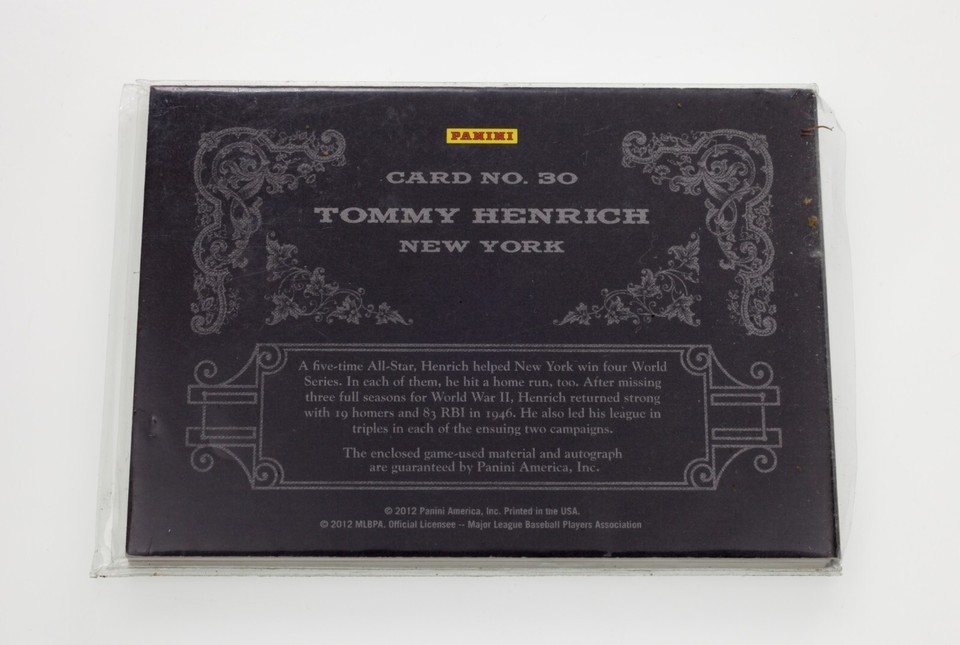 PANINI
CARD NO. 30
TOMMY HENRICH
NEW YORK
A five-time All-Star, Henrich helped New York win four World
Series. In each of them, he hit a home run, too. After missing
three full seasons for World War II, Henrich returned strong
with 19 homers and 83 RBI in 1946. He also led his league in
triples in each of the ensuing two campaigns.
The enclosed game-used material and autograph
are guaranteed by Panini America, Inc.
© 2012 Panini America, Inc. Printed in the USA.
© 2012 MLBPA. Official Licensee -- Major League Baseball Players Association